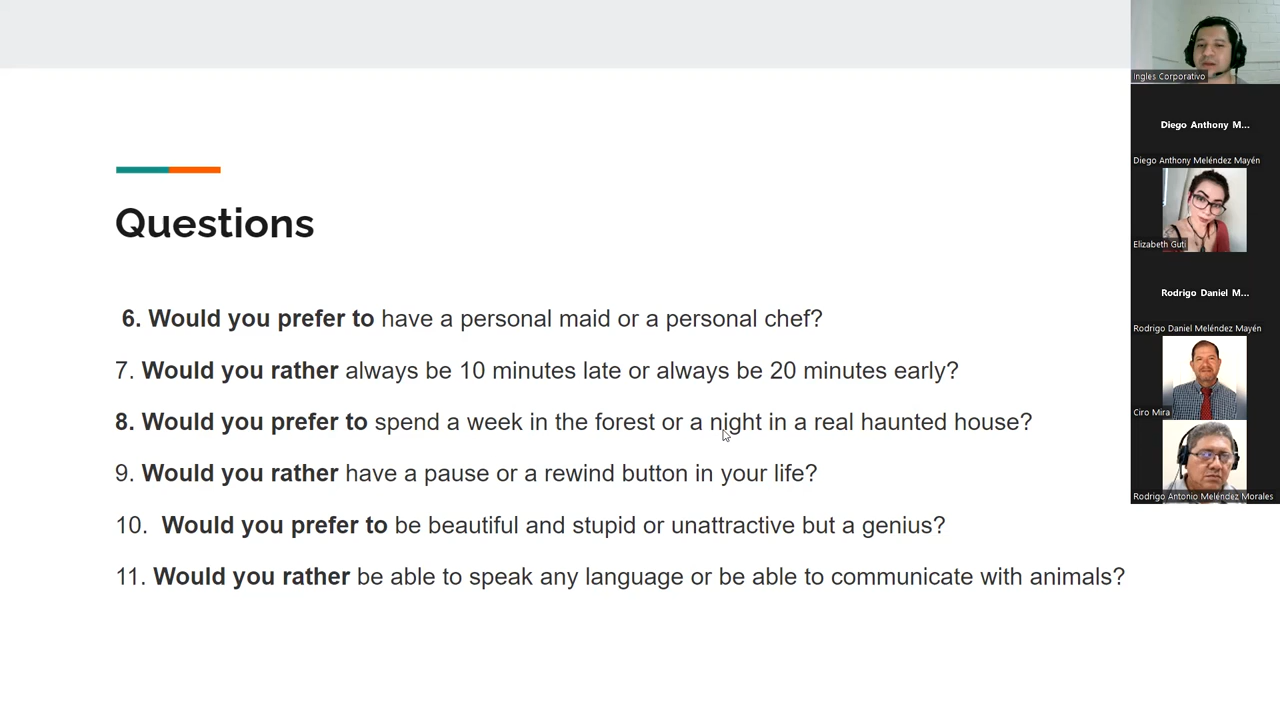 Questions
6. Would you prefer to have a personal maid or a personal chef?
7. Would you rather always be 10 minutes late or always be 20 minutes early?
8. Would you prefer to spend a week in the forest or a night in a real haunted house?
9. Would you rather have a pause or a rewind button in your life?
10. Would you prefer to be beautiful and stupid or unattractive but a genius?
11. Would you rather be able to speak any language or be able to communicate with animals?
Ingles Corporativo
Diego Anthony M...
Diego Anthony Meléndez Mayén
Elizabeth Guti
Rodrigo Daniel M...
Rodrigo Daniel Meléndez Mayén
Ciro Mira
Rodrigo Antonio Meléndez Morales